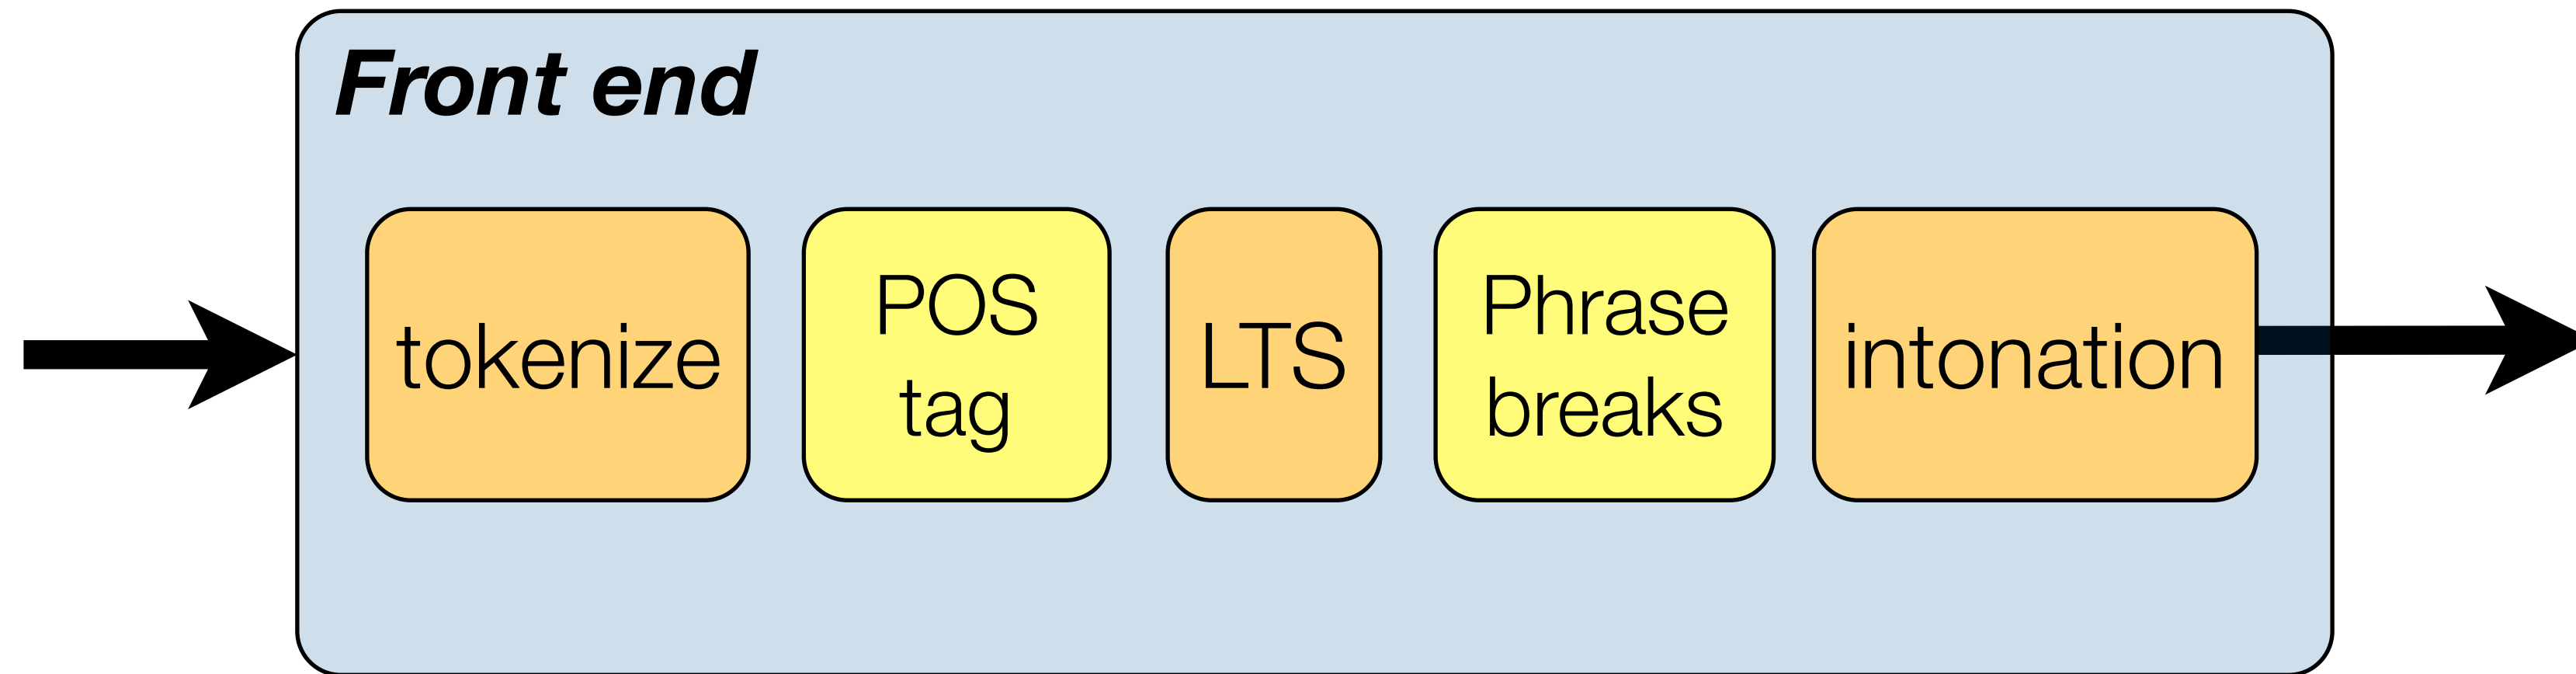 Front end
tokenize
POS
tag
LTS
Phrase
breaks
intonation